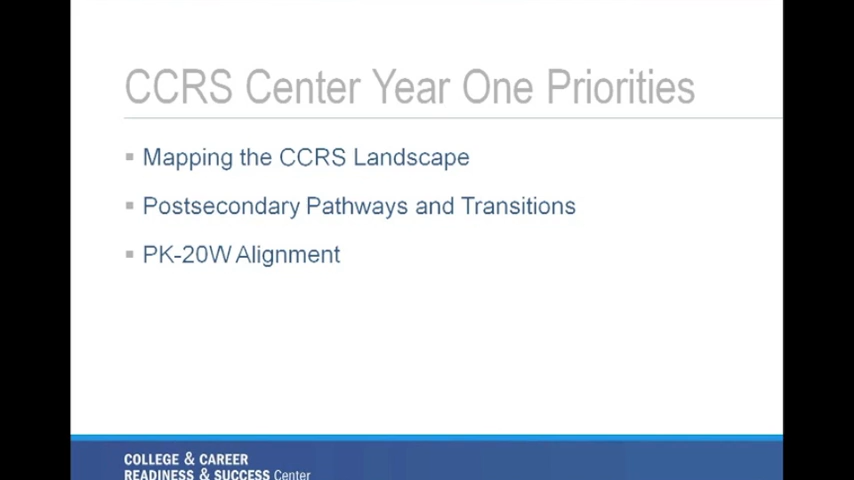 CCRS Center Year One Priorities
Mapping the CCRS Landscape
Postsecondary Pathways and Transitions
PK-20W Alignment
COLLEGE & CAREER
READINESS & SUCCESS Center